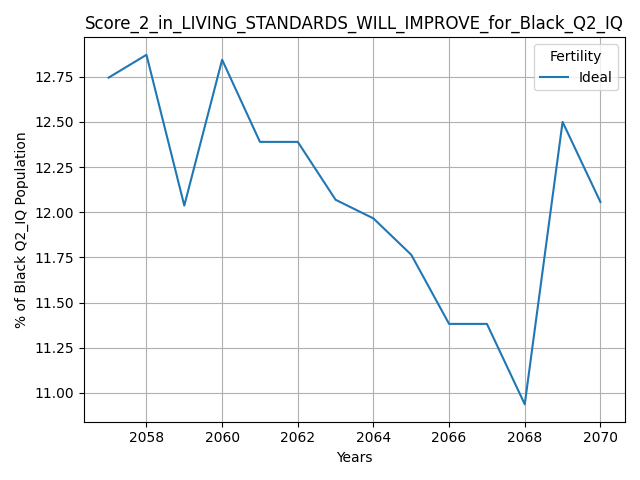 Score_2_in_LIVING_STANDARDS_WILL_IMPROVE_for_Black_Q2_IQ
Fertility
Ideal
12.75
12.50
12.25
12.00
11.75
11.50
11.25
11.00
% of Black Q2_IQ Population
2058 2060 2062 2064 2066 2068 2070
Years